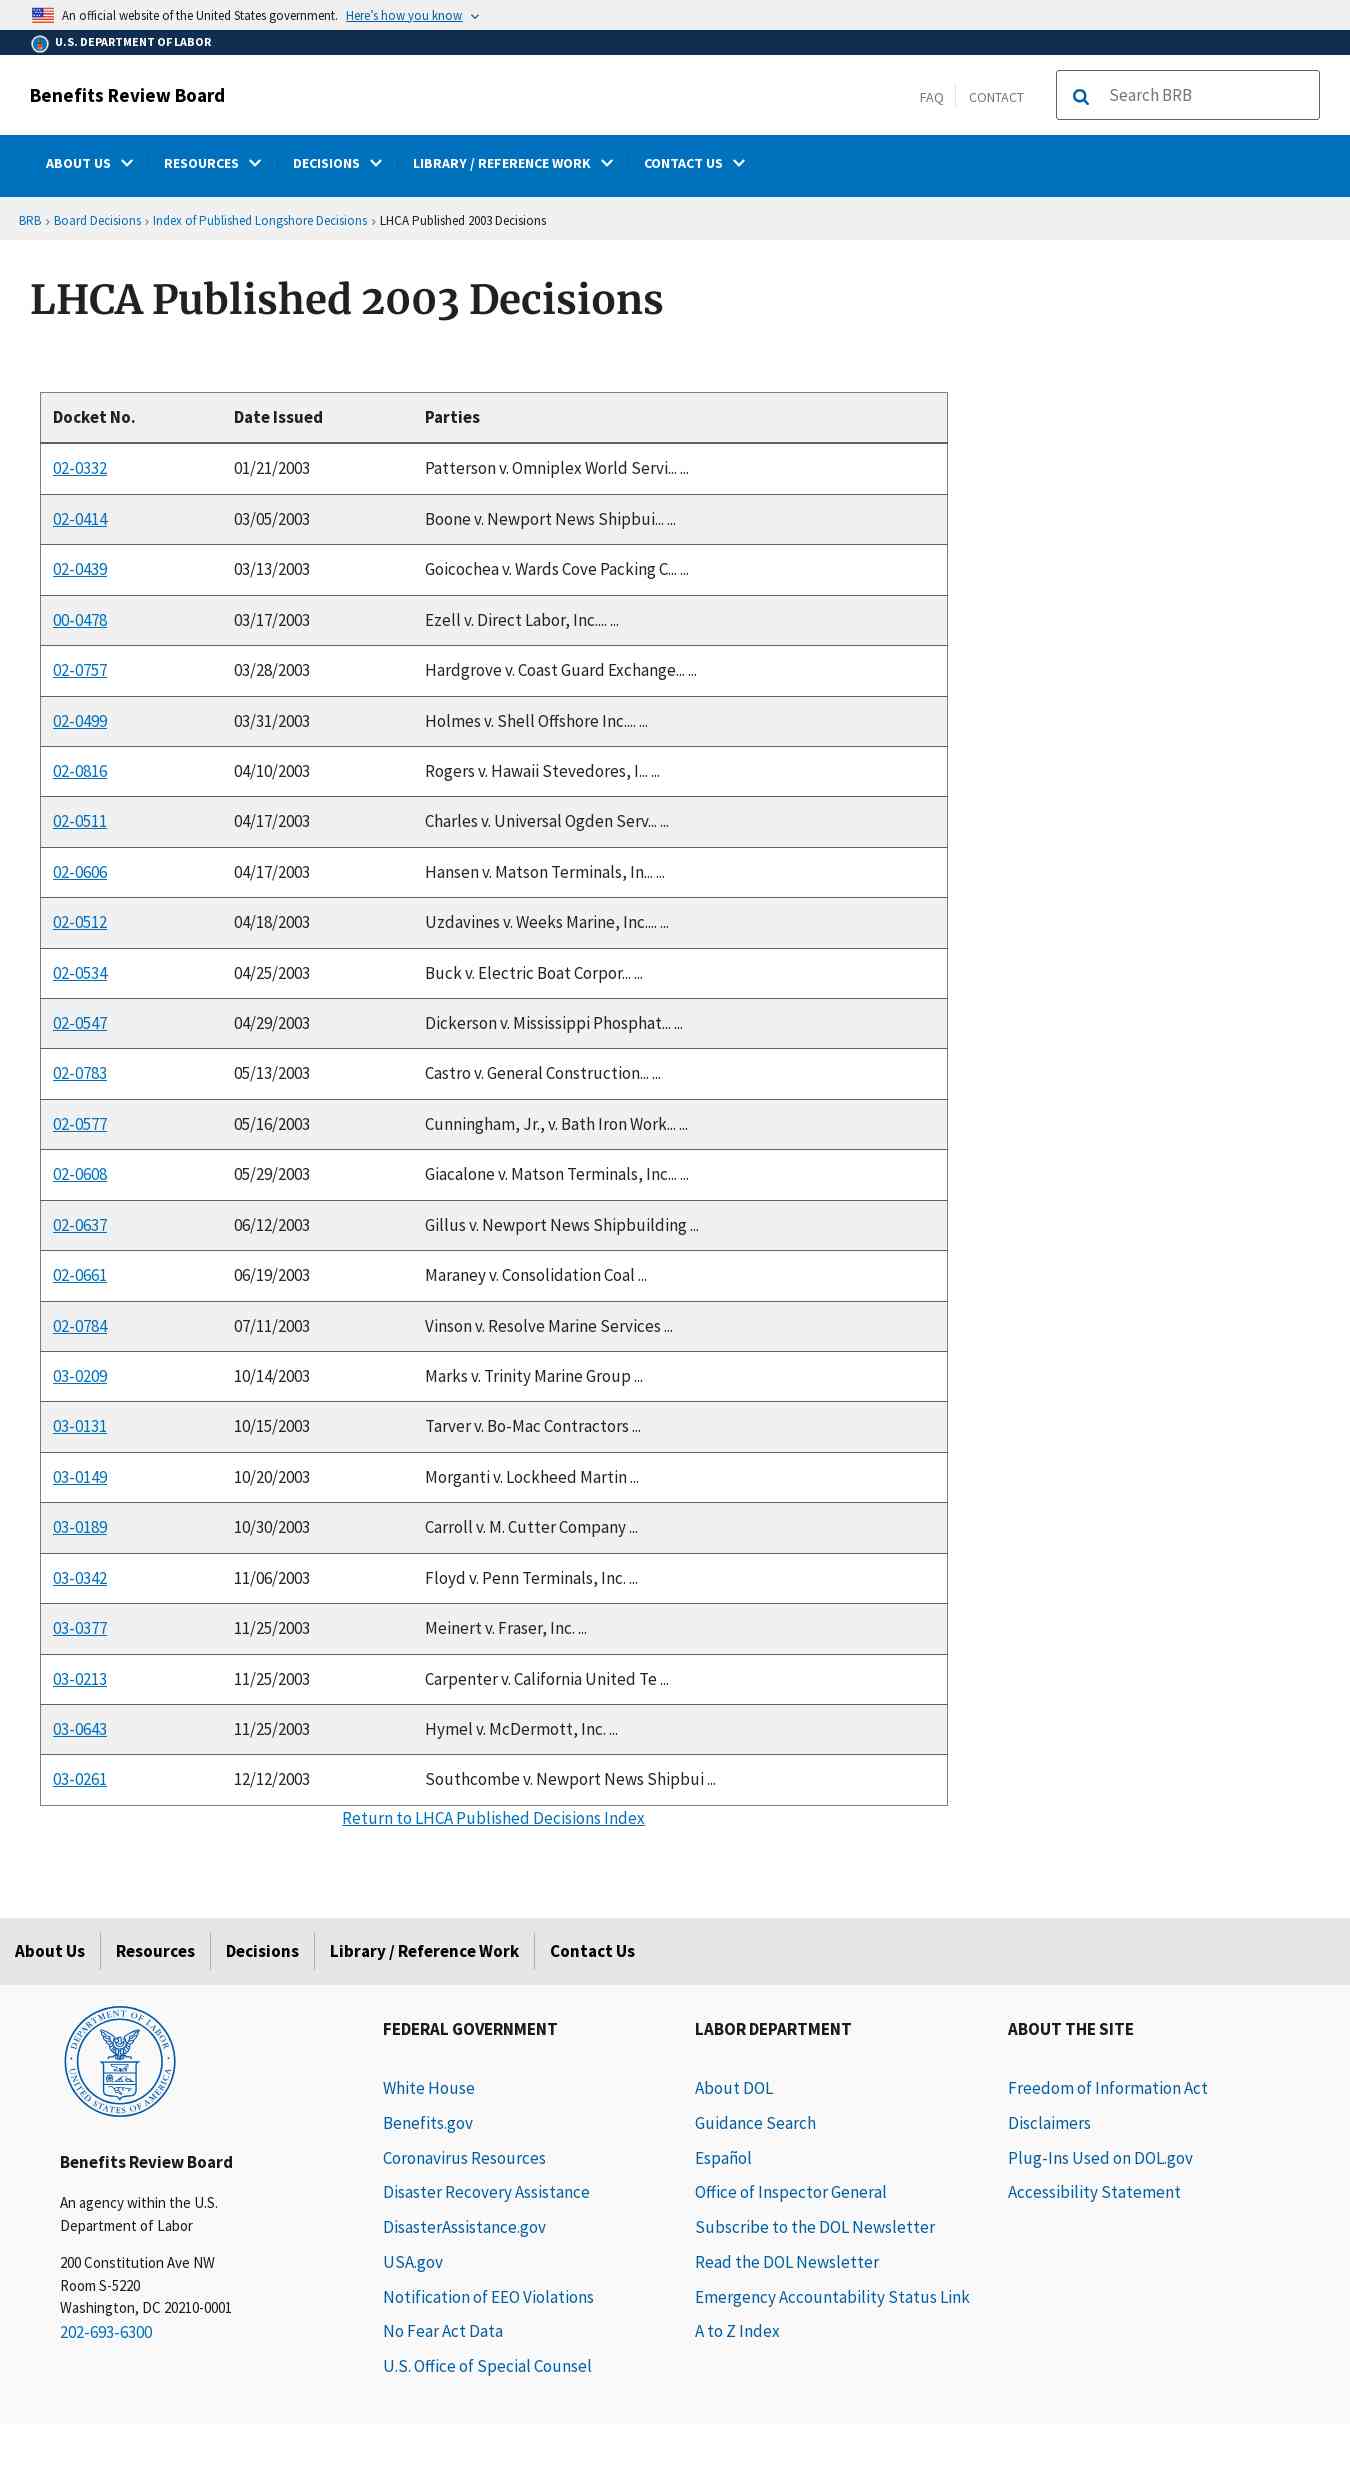 An official website of the United States government. Here's how you know
U.S. DEPARTMENT OF LABOR
Benefits Review Board
FAQ CONTACT Search BRB
ABOUT US RESOURCES DECISIONS LIBRARY / REFERENCE WORK CONTACT US
BRB › Board Decisions › Index of Published Longshore Decisions › LHCA Published 2003 Decisions
LHCA Published 2003 Decisions
Docket No. Date Issued Parties
02-0332 01/21/2003 Patterson v. Omniplex World Servi... ...
02-0414 03/05/2003 Boone v. Newport News Shipbui... ...
02-0439 03/13/2003 Goicochea v. Wards Cove Packing C... ...
00-0478 03/17/2003 Ezell v. Direct Labor, Inc.... ...
02-0757 03/28/2003 Hardgrove v. Coast Guard Exchange... ...
02-0499 03/31/2003 Holmes v. Shell Offshore Inc.... ...
02-0816 04/10/2003 Rogers v. Hawaii Stevedores, I... ...
02-0511 04/17/2003 Charles v. Universal Ogden Serv... ...
02-0606 04/17/2003 Hansen v. Matson Terminals, In... ...
02-0512 04/18/2003 Uzdavines v. Weeks Marine, Inc.... ...
02-0534 04/25/2003 Buck v. Electric Boat Corpor... ...
02-0547 04/29/2003 Dickerson v. Mississippi Phosphat... ...
02-0783 05/13/2003 Castro v. General Construction... ...
02-0577 05/16/2003 Cunningham, Jr., v. Bath Iron Work... ...
02-0608 05/29/2003 Giacalone v. Matson Terminals, Inc... ...
02-0637 06/12/2003 Gillus v. Newport News Shipbuilding ...
02-0661 06/19/2003 Maraney v. Consolidation Coal ...
02-0784 07/11/2003 Vinson v. Resolve Marine Services ...
03-0209 10/14/2003 Marks v. Trinity Marine Group ...
03-0131 10/15/2003 Tarver v. Bo-Mac Contractors ...
03-0149 10/20/2003 Morganti v. Lockheed Martin ...
03-0189 10/30/2003 Carroll v. M. Cutter Company ...
03-0342 11/06/2003 Floyd v. Penn Terminals, Inc. ...
03-0377 11/25/2003 Meinert v. Fraser, Inc. ...
03-0213 11/25/2003 Carpenter v. California United Te ...
03-0643 11/25/2003 Hymel v. McDermott, Inc. ...
03-0261 12/12/2003 Southcombe v. Newport News Shipbui ...
Return to LHCA Published Decisions Index
About Us Resources Decisions Library / Reference Work Contact Us
DEPARTMENT OF LABOR
UNITED STATES OF AMERICA
Benefits Review Board
An agency within the U.S.
Department of Labor
200 Constitution Ave NW
Room S-5220
Washington, DC 20210-0001
202-693-6300
FEDERAL GOVERNMENT
White House
Benefits.gov
Coronavirus Resources
Disaster Recovery Assistance
DisasterAssistance.gov
USA.gov
Notification of EEO Violations
No Fear Act Data
U.S. Office of Special Counsel
LABOR DEPARTMENT
About DOL
Guidance Search
Español
Office of Inspector General
Subscribe to the DOL Newsletter
Read the DOL Newsletter
Emergency Accountability Status Link
A to Z Index
ABOUT THE SITE
Freedom of Information Act
Disclaimers
Plug-Ins Used on DOL.gov
Accessibility Statement